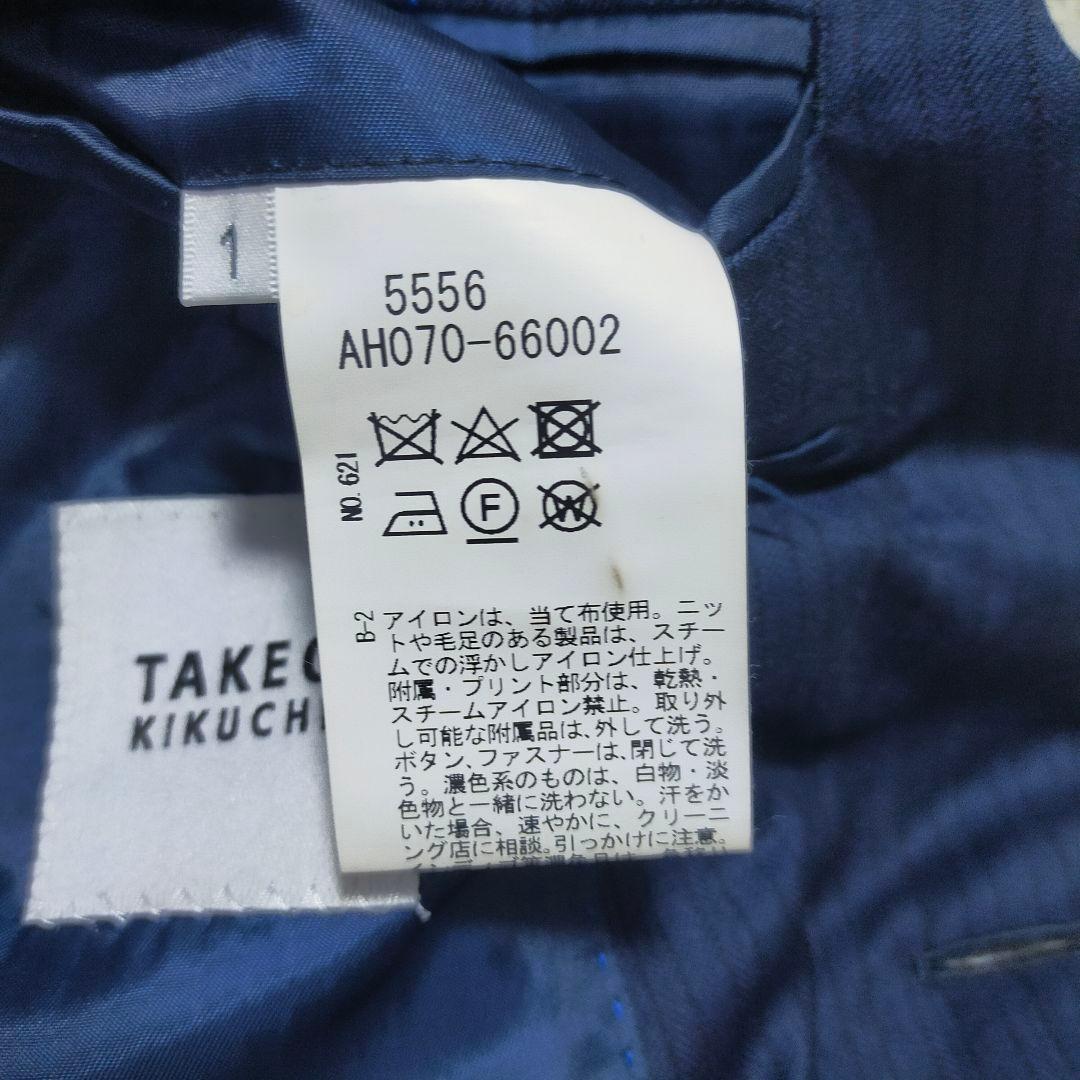 1
5556
AH070-66002
NO. 621
F
W
B-2
アイロンは、当て布使用。ニッ
トや毛足のある製品は、スチー
ムでの浮かしアイロン仕上げ。
附属・プリント部分は、乾熱・
スチームアイロン禁止。取り外
し可能な附属品は、外して洗う。
ボタン、ファスナーは、閉じて洗
う。濃色系のものは、白物・淡
色物と一緒に洗わない。汗をか
いた場合、速やかに、クリーニ
ング店に相談。引っかけに注意。
KIKUCH